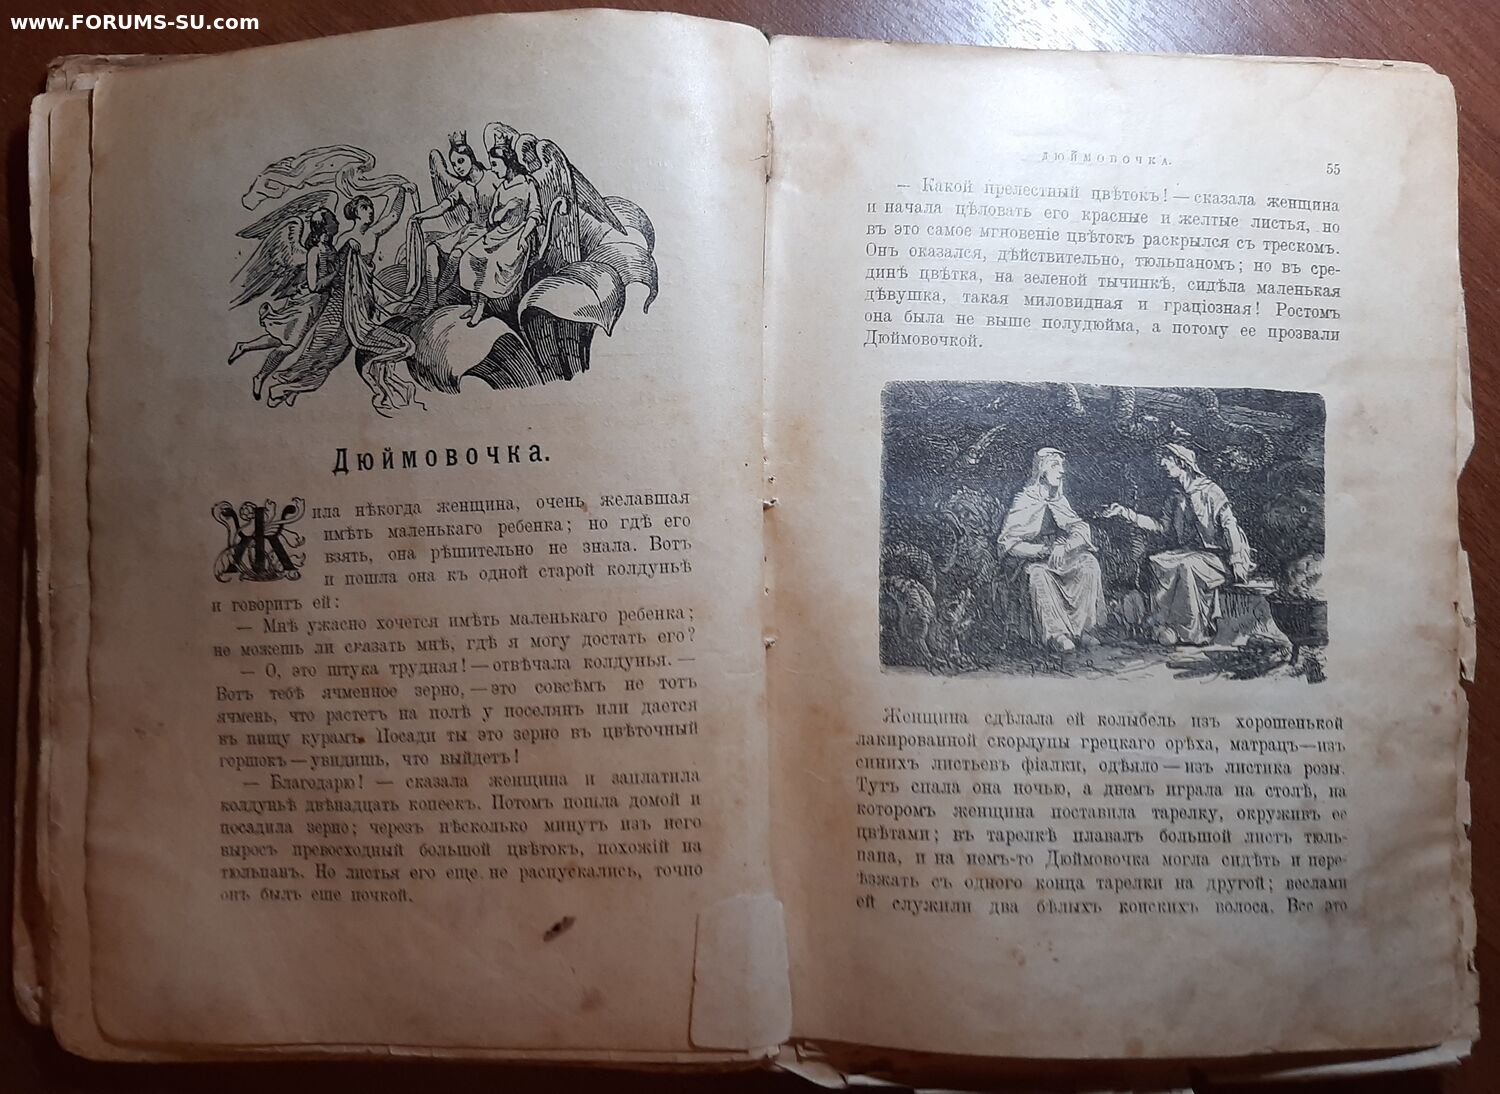 www.FORUMS-SU.com
Дюймовочка.
Жила нѣкогда женщина, очень желавшая
имѣть маленькаго ребенка; но гдѣ его
взять, она рѣшительно не знала. Вотъ
и пошла она къ одной старой колдуньѣ
и говоритъ ей:
— Мнѣ ужасно хочется имѣть маленькаго ребенка;
не можешь ли сказать мнѣ, гдѣ я могу достать его?
— О, это штука трудная! — отвѣчала колдунья. —
Вотъ тебѣ ячменное зерно, — это совсѣмъ не тотъ
ячмень, что растетъ на полѣ у поселянъ или дается
въ пищу курамъ. Посади ты это зерно въ цвѣточный
горшокъ — увидишь, что выйдетъ!
— Благодарю! — сказала женщина и заплатила
колдуньѣ двѣнадцать копеекъ. Потомъ пошла домой и
посадила зерно; черезъ нѣсколько минутъ изъ него
выросъ превосходный большой цвѣтокъ, похожій на
тюльпанъ. Но листья его еще не распускались, точно
онъ былъ еще почкой.
ДЮЙМОВОЧКА.
55
— Какой прелестный цвѣтокъ! — сказала женщина
и начала цѣловать его красные и желтые листья, но
въ это самое мгновеніе цвѣтокъ раскрылся съ трескомъ.
Онъ оказался, дѣйствительно, тюльпаномъ; но въ сре-
динѣ цвѣтка, на зеленой тычинкѣ, сидѣла маленькая
дѣвушка, такая миловидная и граціозная! Ростомъ
она была не выше полудюйма, а потому ее прозвали
Дюймовочкой.
Женщина сдѣлала ей колыбель изъ хорошенькой
лакированной скорлупы грецкаго орѣха, матрацъ—изъ
синихъ листьевъ фіалки, одѣяло — изъ листика розы.
Тутъ спала она ночью, а днемъ играла на столѣ, на
которомъ женщина поставила тарелку, окруживъ ее
цвѣтами; въ тарелкѣ плавалъ большой листъ тюль-
пана, и на немъ-то Дюймовочка могла сидѣть и пере-
ѣзжать съ одного конца тарелки на другой; веслами
ей служили два бѣлыхъ конскихъ волоса. Все это